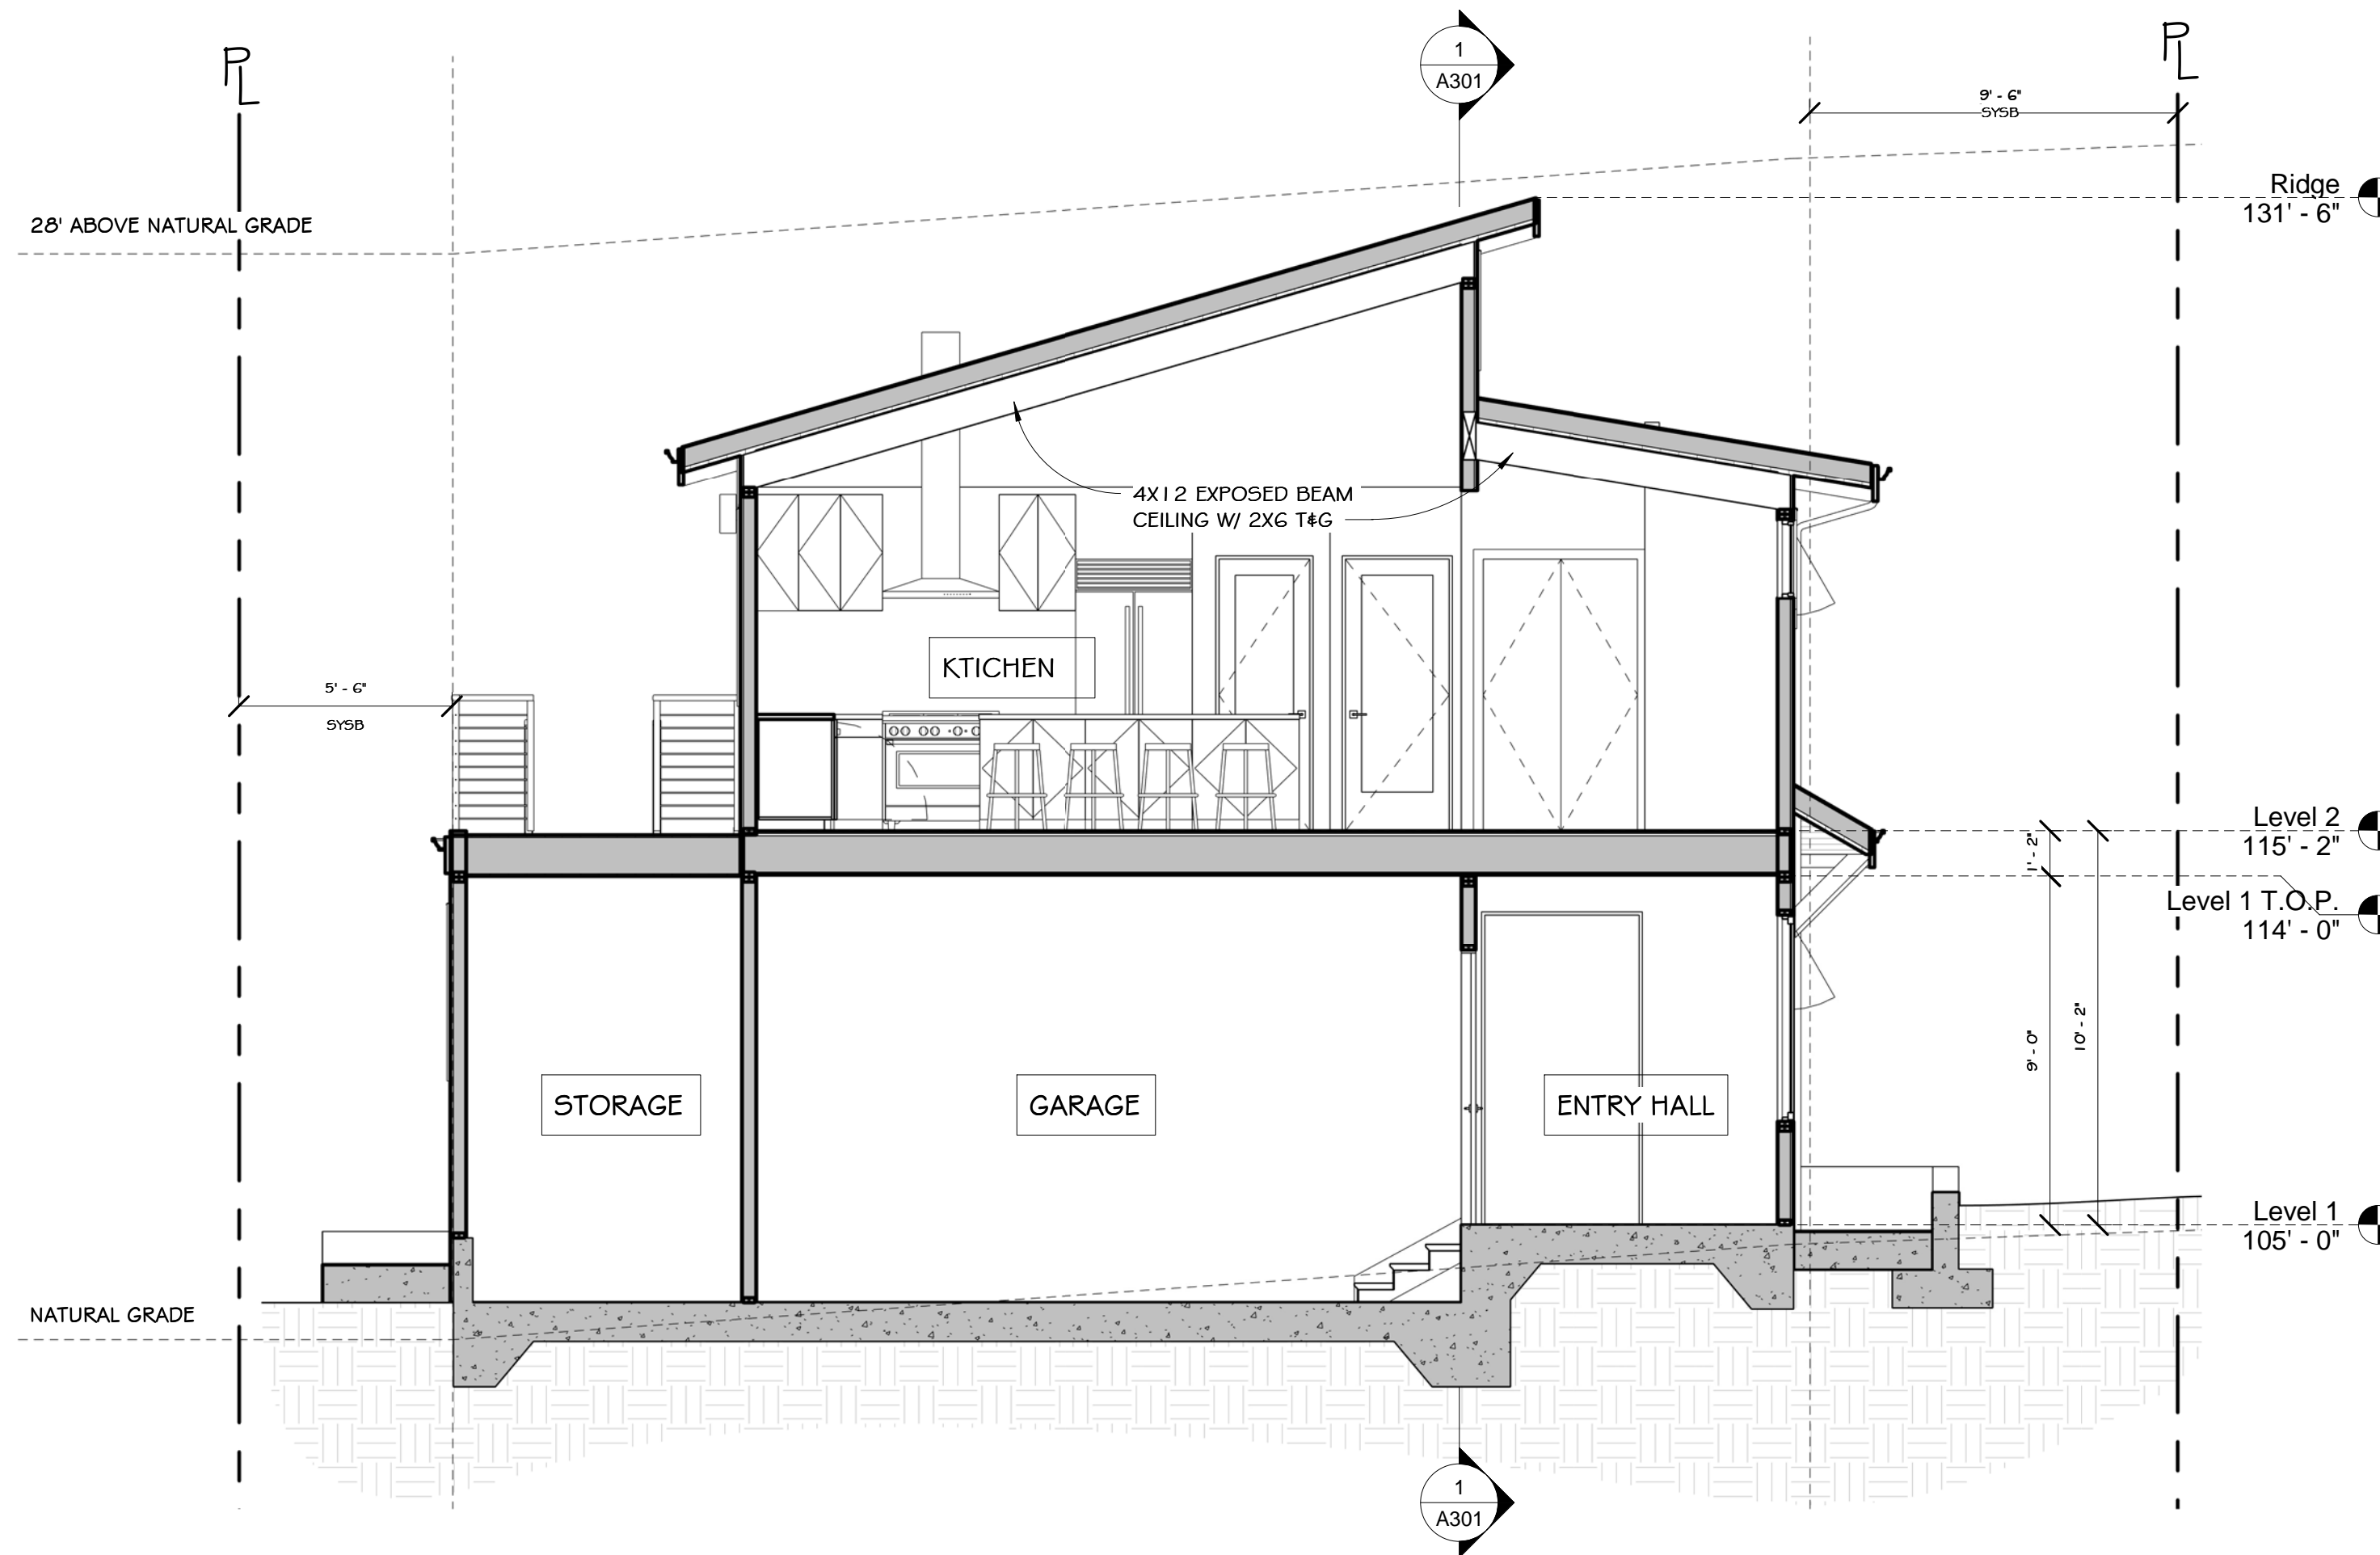 PL
PL
1
A301
9' - 6"
SYSB
Ridge
131' - 6"
28' ABOVE NATURAL GRADE
4X12 EXPOSED BEAM
CEILING W/ 2X6 T&G
KTICHEN
5' - 6"
SYSB
Level 2
115' - 2"
1' - 2"
Level 1 T.O.P.
114' - 0"
9' - 0"
10' - 2"
STORAGE
GARAGE
ENTRY HALL
Level 1
105' - 0"
NATURAL GRADE
1
A301